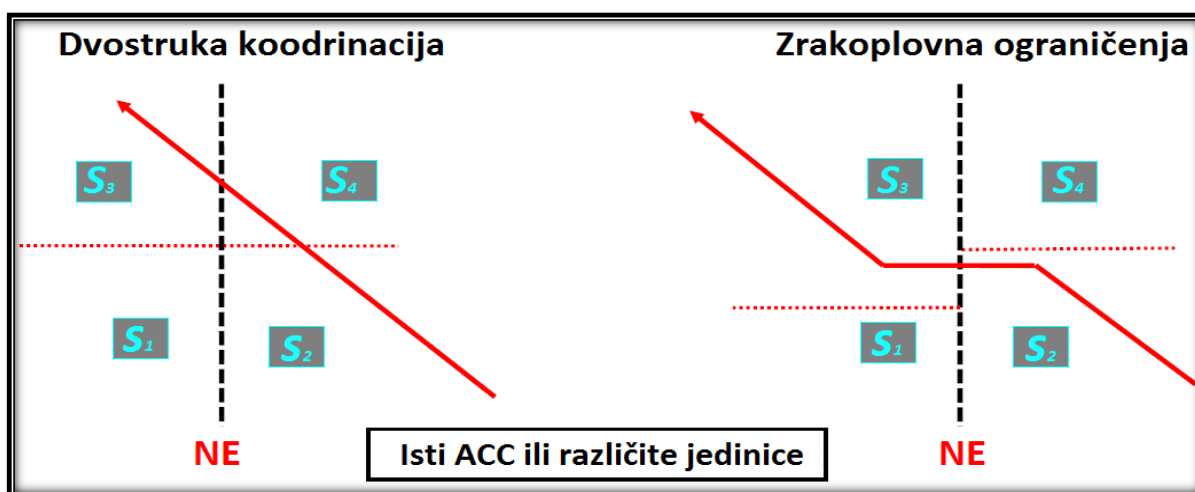 Dvostruka koodrinacija
Zrakoplovna ograničenja
S3
S4
S3
S4
S1
S2
S1
S2
NE
Isti ACC ili različite jedinice
NE